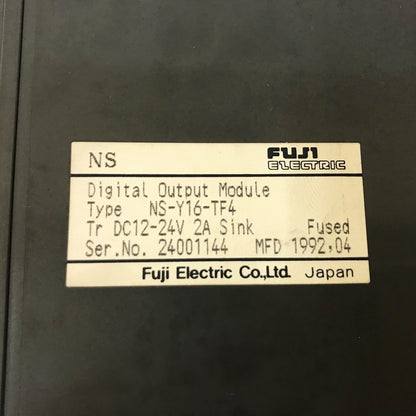 NS
FUJI
ELECTRIC
Digital Output Module
Type NS-Y16-TF4
Tr DC12-24V 2A Sink Fused
Ser.No. 24001144 MFD 1992,04
Fuji Electric Co.,Ltd. Japan